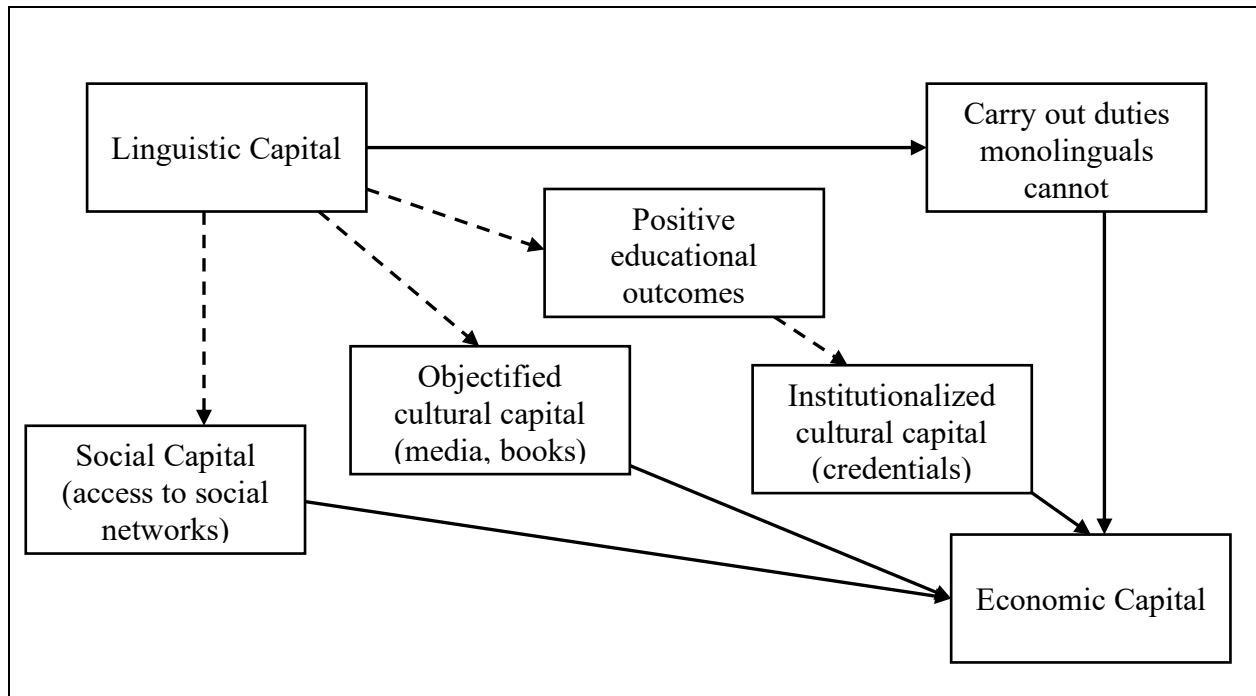 Linguistic Capital
Carry out duties
monolinguals
cannot
Positive
educational
outcomes
Objectified
cultural capital
(media, books)
Institutionalized
cultural capital
(credentials)
Social Capital
(access to social
networks)
Economic Capital